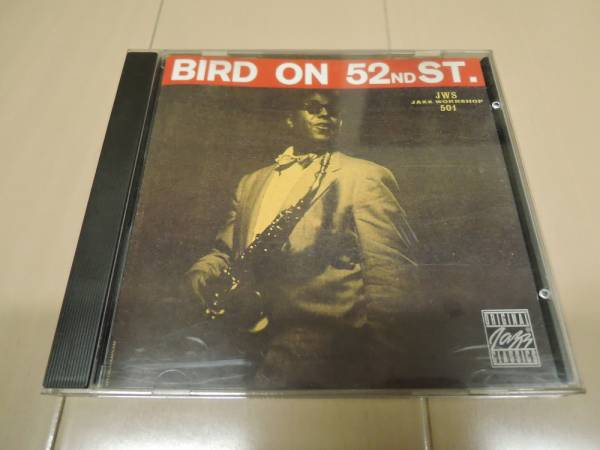 BIRD ON 52ND ST.
JWS
JAZZ WORKSHOP
501
ORIGINAL
Jazz
CLASSICS